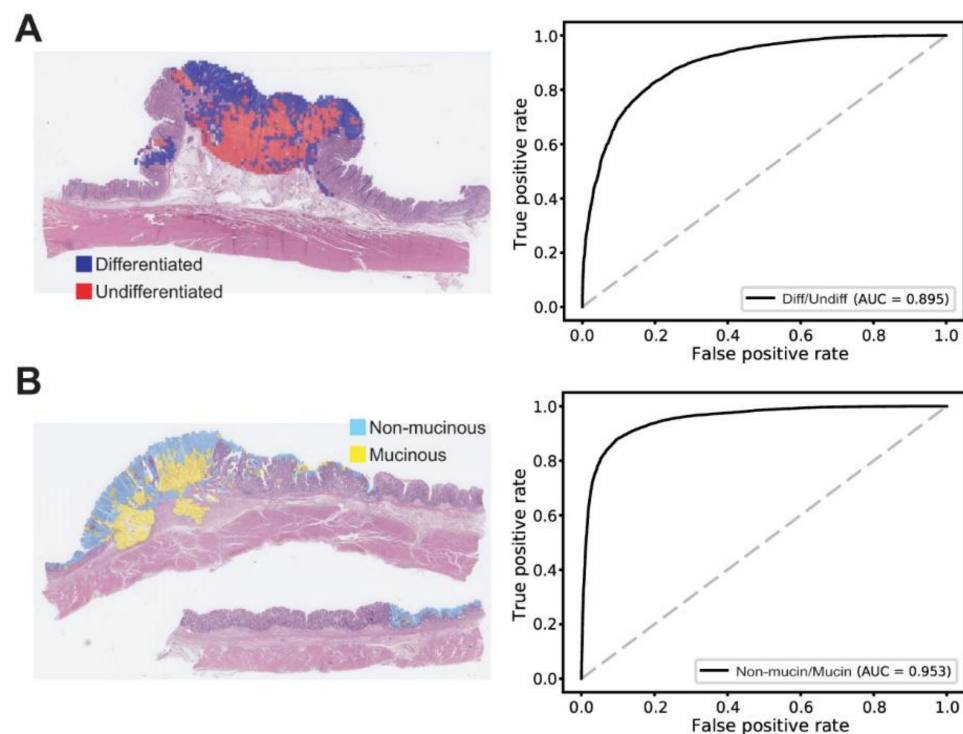 A
Differentiated
Undifferentiated
True positive rate
1.0
0.8
0.6
0.4
0.2
0.0
Diff/Undiff (AUC = 0.895)
0.0 0.2 0.4 0.6 0.8 1.0
False positive rate
B
Non-mucinous
Mucinous
True positive rate
1.0
0.8
0.6
0.4
0.2
0.0
Non-mucin/Mucin (AUC = 0.953)
0.0 0.2 0.4 0.6 0.8 1.0
False positive rate